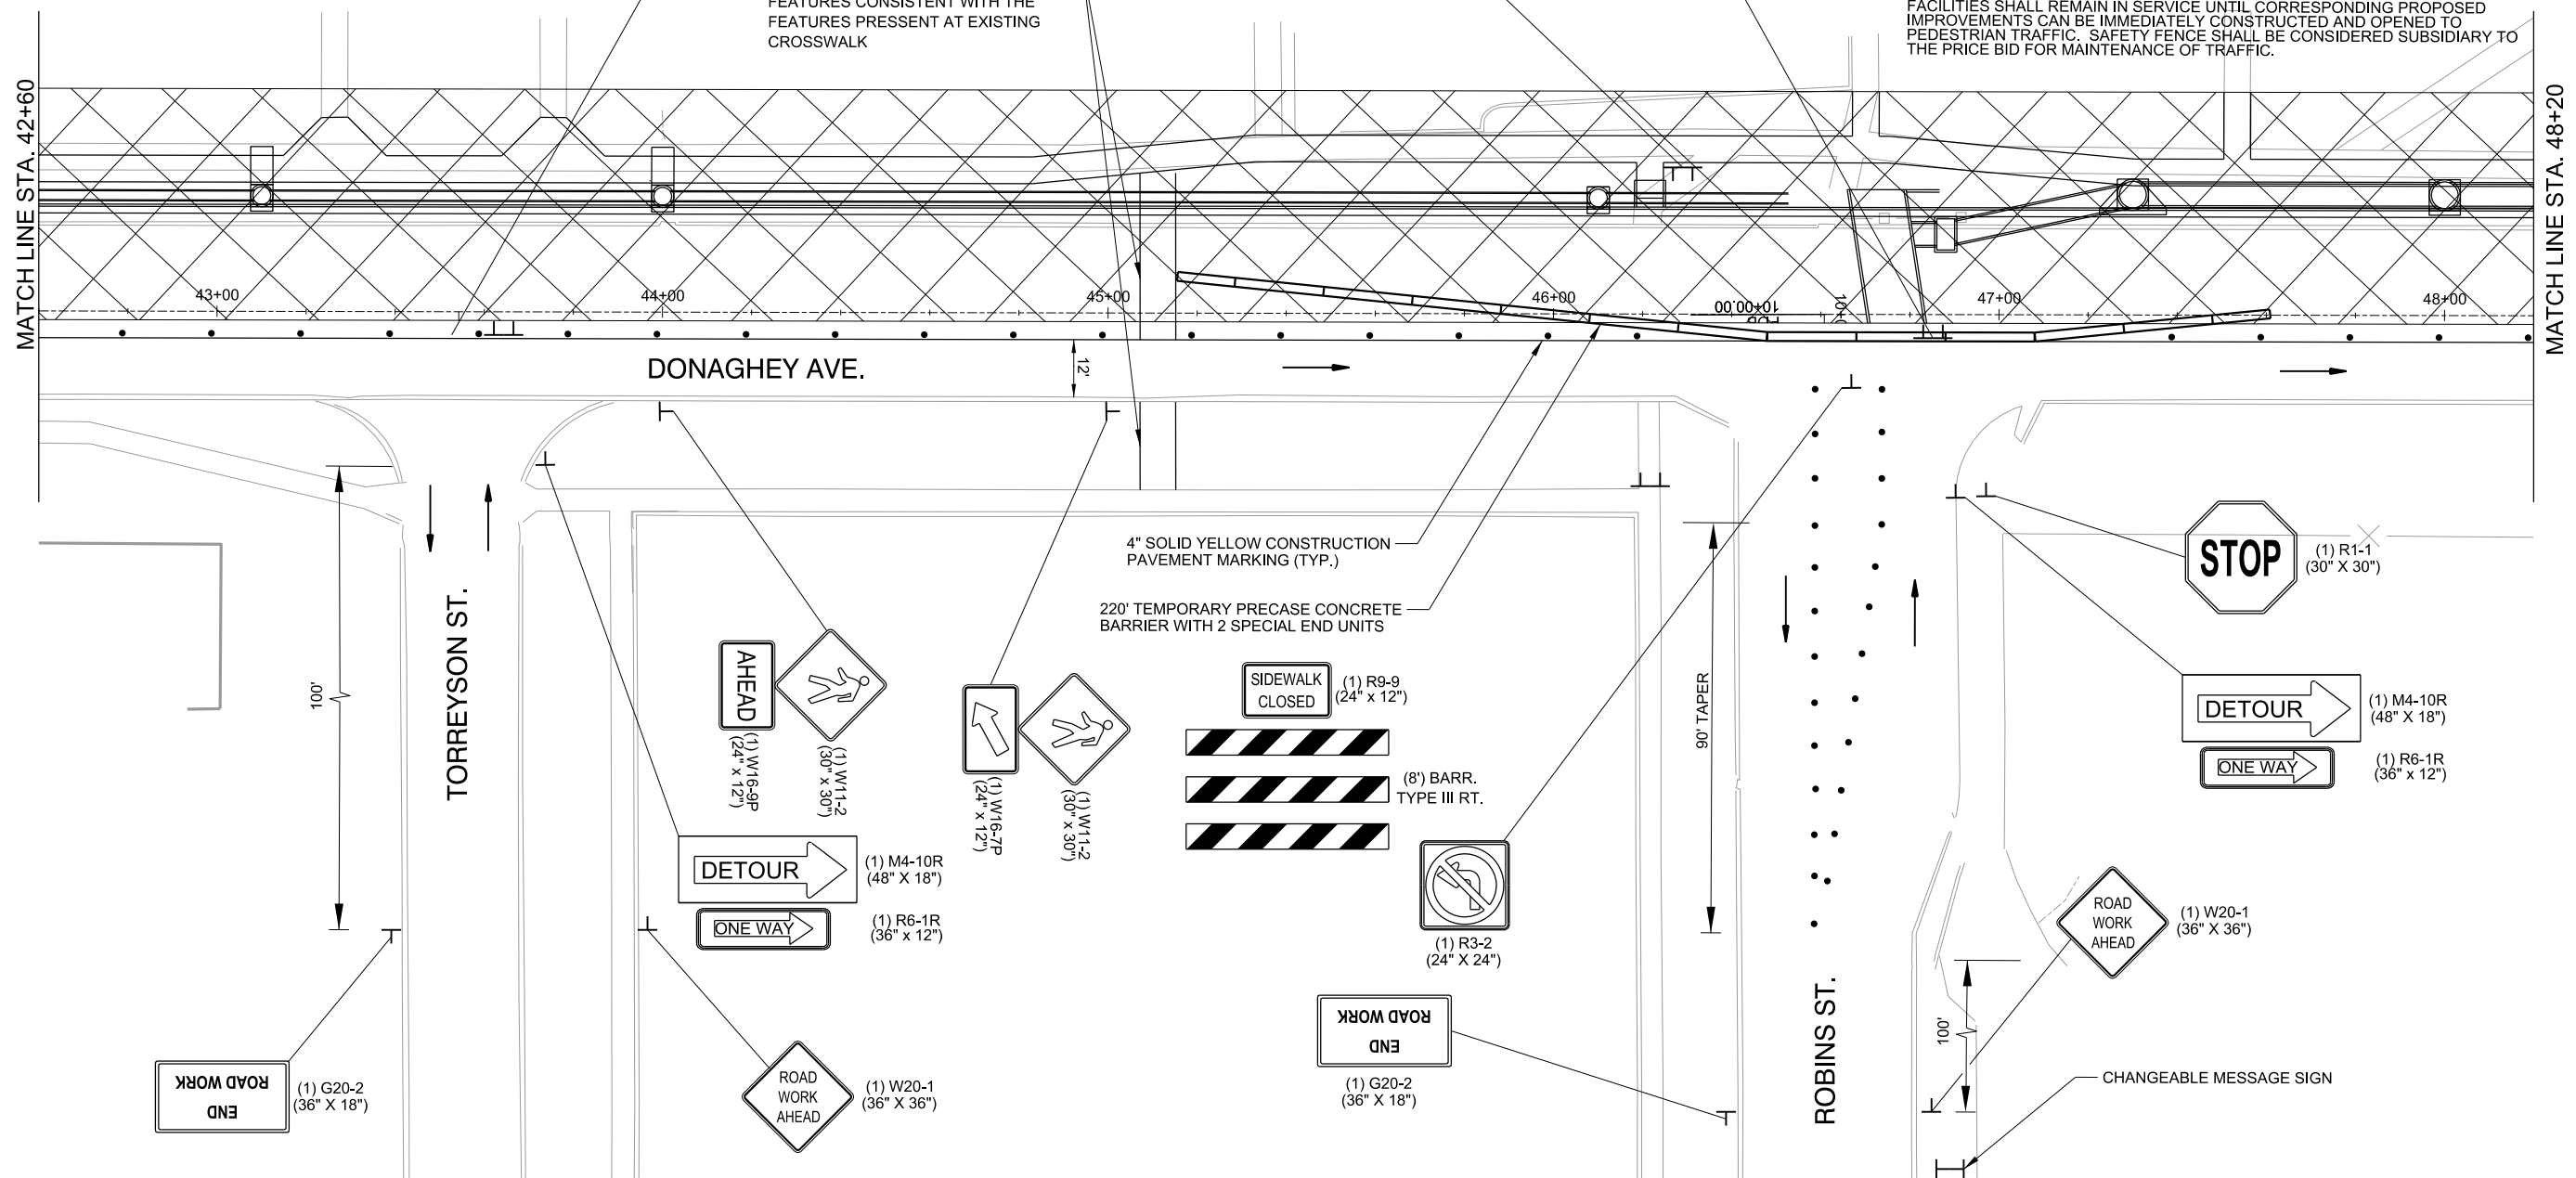 FEATURES CONSISTENT WITH THE
FEATURES PRESSENT AT EXISTING
CROSSWALK
FACILITIES SHALL REMAIN IN SERVICE UNTIL CORRESPONDING PROPOSED
IMPROVEMENTS CAN BE IMMEDIATELY CONSTRUCTED AND OPENED TO
PEDESTRIAN TRAFFIC. SAFETY FENCE SHALL BE CONSIDERED SUBSIDIARY TO
THE PRICE BID FOR MAINTENANCE OF TRAFFIC.
MATCH LINE STA. 42+60
MATCH LINE STA. 48+20
43+00
44+00
45+00
46+00
10+00.00
47+00
48+00
DONAGHEY AVE.
12'
4" SOLID YELLOW CONSTRUCTION
PAVEMENT MARKING (TYP.)
220' TEMPORARY PRECASE CONCRETE
BARRIER WITH 2 SPECIAL END UNITS
STOP
(1) R1-1
(30" X 30")
100'
TORREYSON ST.
AHEAD
(1) W16-9P
(24" x 12")
(1) W11-2
(30" x 30")
(1) W16-7P
(24" x 12")
(1) W11-2
(30" x 30")
SIDEWALK
CLOSED
(1) R9-9
(24" x 12")
(8') BARR.
TYPE III RT.
90' TAPER
DETOUR
(1) M4-10R
(48" X 18")
ONE WAY
(1) R6-1R
(36" x 12")
DETOUR
(1) M4-10R
(48" X 18")
ONE WAY
(1) R6-1R
(36" x 12")
(1) R3-2
(24" X 24")
ROAD
WORK
AHEAD
(1) W20-1
(36" X 36")
END
ROAD WORK
(1) G20-2
(36" X 18")
ROAD
WORK
AHEAD
(1) W20-1
(36" X 36")
END
ROAD WORK
(1) G20-2
(36" X 18")
ROBINS ST.
100'
CHANGEABLE MESSAGE SIGN